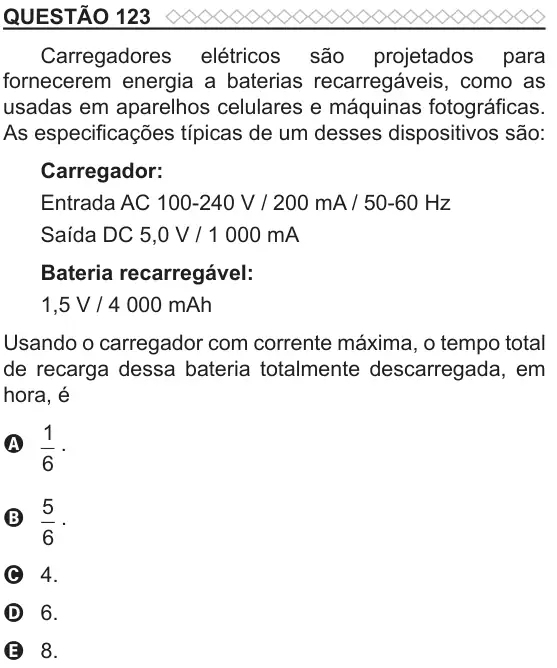 QUESTÃO 123
Carregadores elétricos são projetados para
fornecerem energia a baterias recarregáveis, como as
usadas em aparelhos celulares e máquinas fotográficas.
As especificações típicas de um desses dispositivos são:
Carregador:
Entrada AC 100-240 V / 200 mA / 50-60 Hz
Saída DC 5,0 V / 1 000 mA
Bateria recarregável:
1,5 V / 4 000 mAh
Usando o carregador com corrente máxima, o tempo total
de recarga dessa bateria totalmente descarregada, em
hora, é
A 1/6 .
B 5/6 .
C 4.
D 6.
E 8.